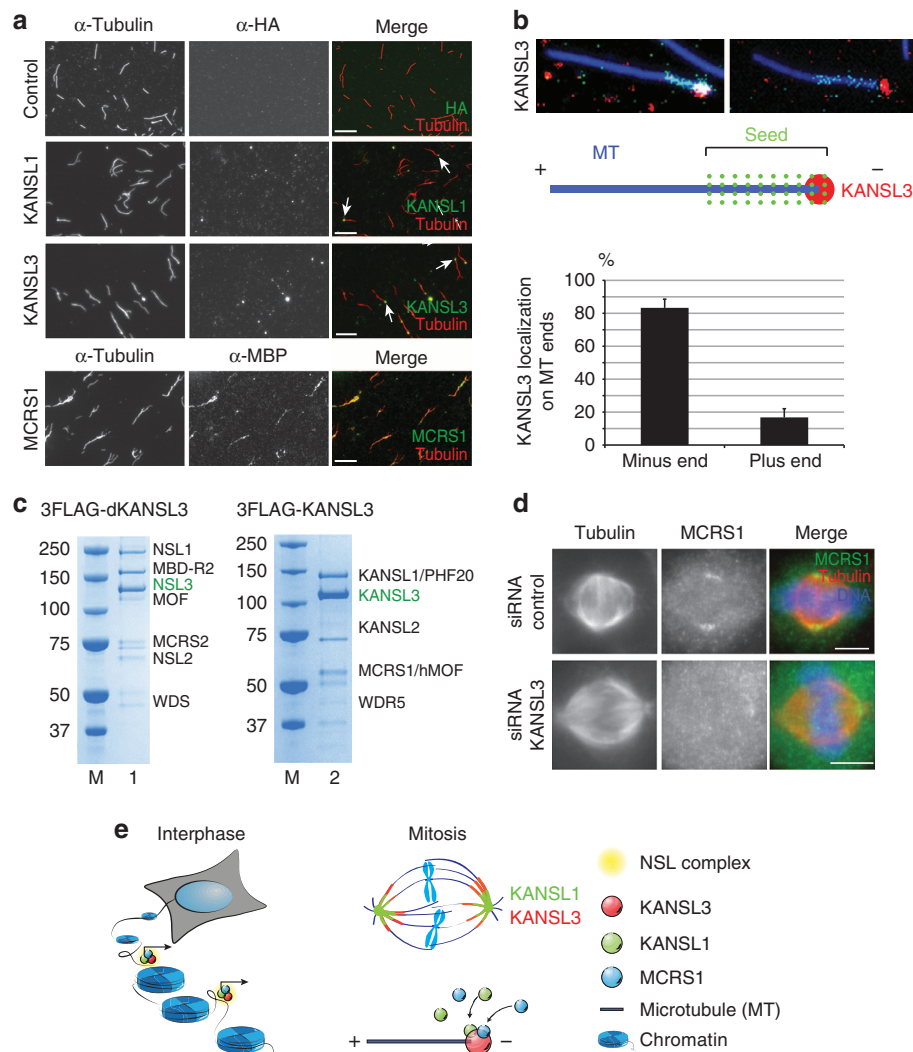 a
α-Tubulin α-HA Merge
Control
HA
Tubulin
KANSL1
KANSL1
Tubulin
KANSL3
KANSL3
Tubulin
α-Tubulin α-MBP Merge
MCRS1
MCRS1
Tubulin
b
KANSL3
Seed
+ MT −
KANSL3
%
KANSL3 localization
on MT ends
100
80
60
40
20
0
Minus end Plus end
c
3FLAG-dKANSL3
250
150
100
75
50
37
NSL1
MBD-R2
NSL3
MOF
MCRS2
NSL2
WDS
M 1
3FLAG-KANSL3
250
150
100
75
50
37
KANSL1/PHF20
KANSL3
KANSL2
MCRS1/hMOF
WDR5
M 2
d
Tubulin MCRS1 Merge
siRNA
control
MCRS1
Tubulin
DNA
siRNA
KANSL3
e
Interphase
Mitosis
KANSL1
KANSL3
+ −
NSL complex
KANSL3
KANSL1
MCRS1
Microtubule (MT)
Chromatin